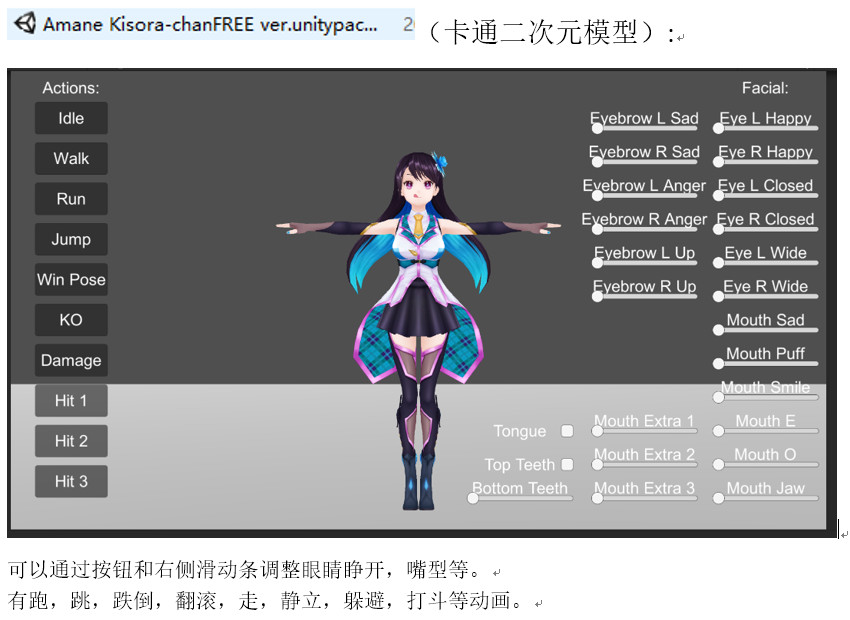 Amane Kisora-chanFREE ver.unitypac...
（卡通二次元模型）:
Actions:
Idle
Walk
Run
Jump
Win Pose
KO
Damage
Hit 1
Hit 2
Hit 3
Facial:
Eyebrow L Sad Eye L Happy
Eyebrow R Sad Eye R Happy
Eyebrow L Anger Eye L Closed
Eyebrow R Anger Eye R Closed
Eyebrow L Up Eye L Wide
Eyebrow R Up Eye R Wide
Mouth Sad
Mouth Puff
Mouth Smile
Mouth Extra 1 Mouth E
Tongue
Mouth Extra 2 Mouth O
Top Teeth
Bottom Teeth Mouth Extra 3 Mouth Jaw
可以通过按钮和右侧滑动条调整眼睛睁开，嘴型等。
有跑，跳，跌倒，翻滚，走，静立，躲避，打斗等动画。